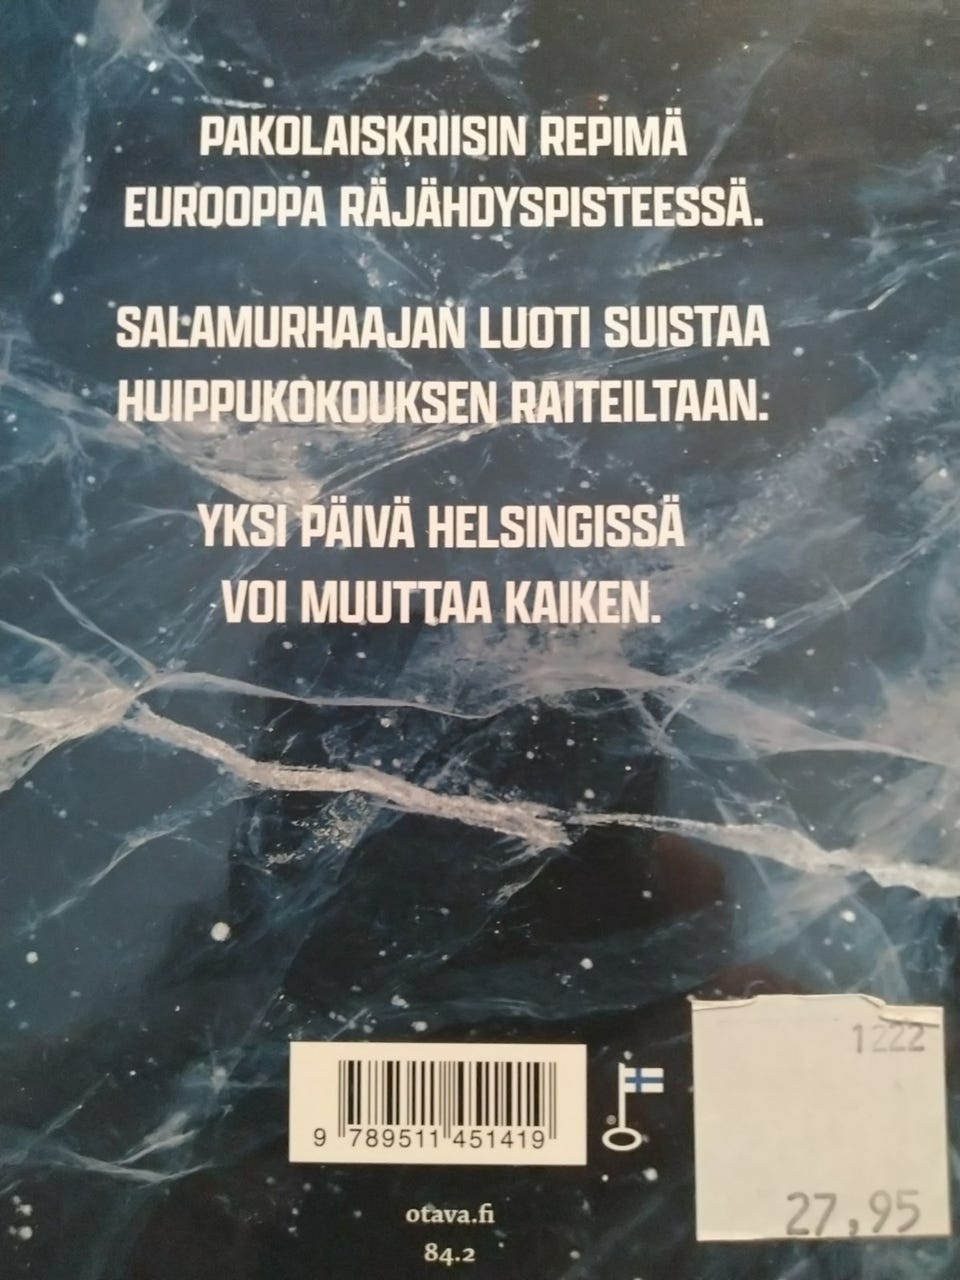 PAKOLAISKRIISIN REPIMÄ
EUROOPPA RÄJÄHDYSPISTEESSÄ.
SALAMURHAAJAN LUOTI SUISTAA
HUIPPUKOKOUKSEN RAITEILTAAN.
YKSI PÄIVÄ HELSINGISSÄ
VOI MUUTTAA KAIKEN.
9 789511 451419
®
otava.fi
84.2
1222
27,95